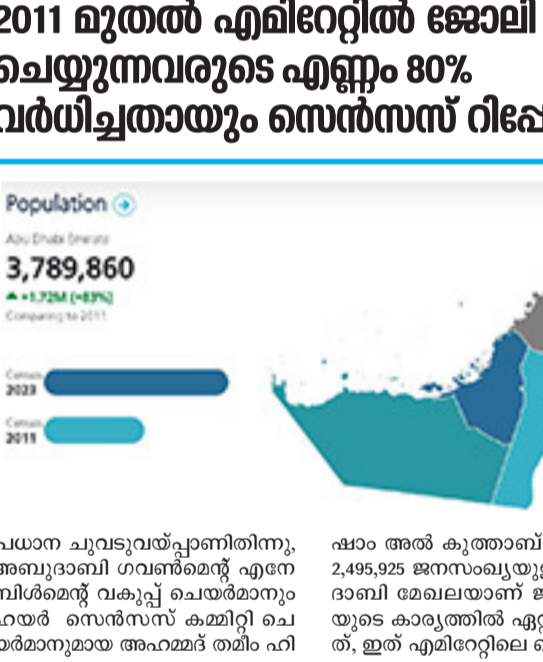 2011 മുതൽ എമിറേറ്റിൽ ജോലി
ചെയ്യുന്നവരുടെ എണ്ണം 80%
വർധിച്ചതായും സെൻസസ് റിപ്പോ
Population
Abu Dhabi Emirate
3,789,860
+1.72M (+83%)
Comparing to 2011
Census
2023
Census
2011
പധാന ചുവടുവയ്പ്പാണിതിന്നു,
അബുദാബി ഗവൺമെന്റ് എനേ
ബിൾമെന്റ് വകുപ്പ് ചെയർമാനും
ഹയർ സെൻസസ് കമ്മിറ്റി ചെ
യർമാനുമായ അഹമ്മദ് തമീം ഹി
ഷാം അൽ കുത്താബ്
2,495,925 ജനസംഖ്യയു
ദാബി മേഖലയാണ് ജ
യുടെ കാര്യത്തിൽ ഏറ്റ
ത്, ഇത് എമിറേറ്റിലെ